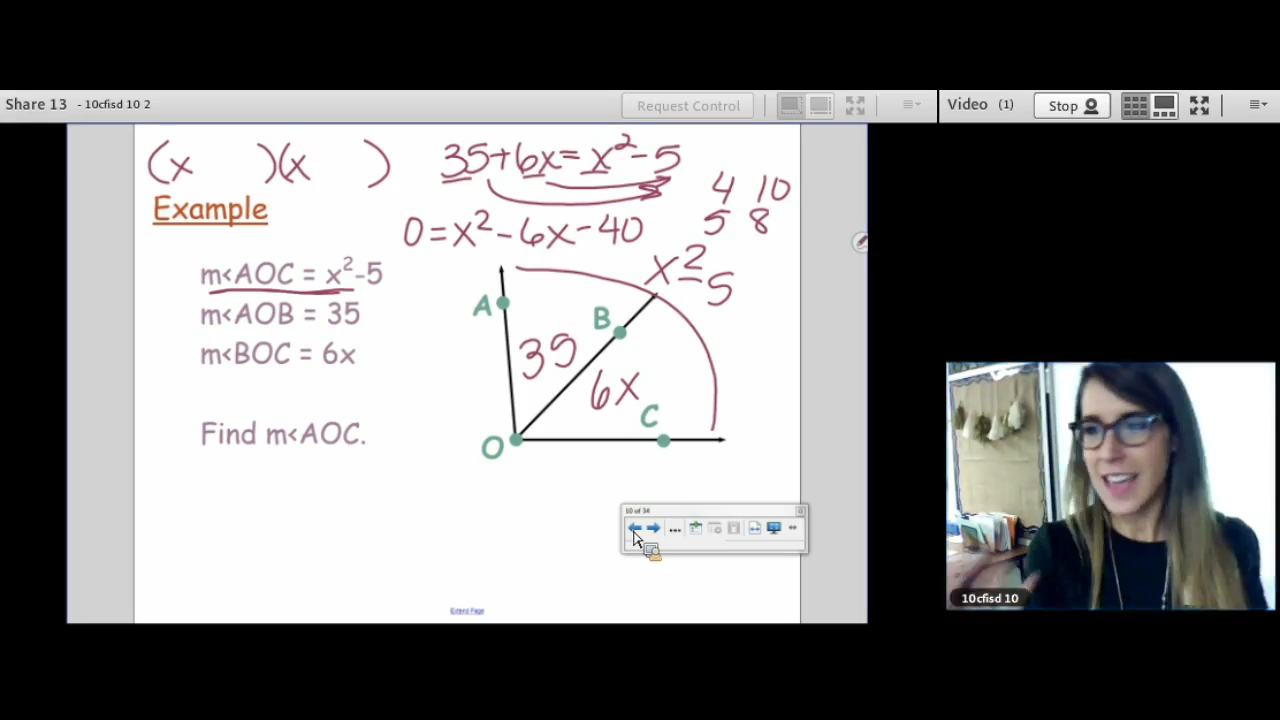 Share 13 - 10cfisd 10 2
Request Control
Video (1)
Stop
(x )(x )
35+6x=x²-5
4 10
5 8
Example
0=x²-6x-40
x²-5
m<AOC = x²-5
m<AOB = 35
m<BOC = 6x
A
B
35
6x
C
O
Find m<AOC.
10 of 34
Extend Page
10cfisd 10